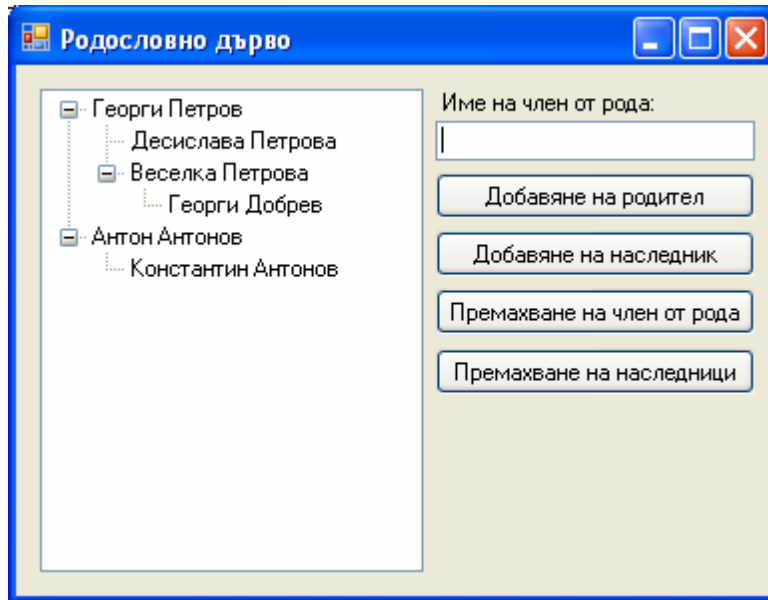 Родословно дърво
Георги Петров
Десислава Петрова
Веселка Петрова
Георги Добрев
Антон Антонов
Константин Антонов
Име на член от рода:
Добавяне на родител
Добавяне на наследник
Премахване на член от рода
Премахване на наследници